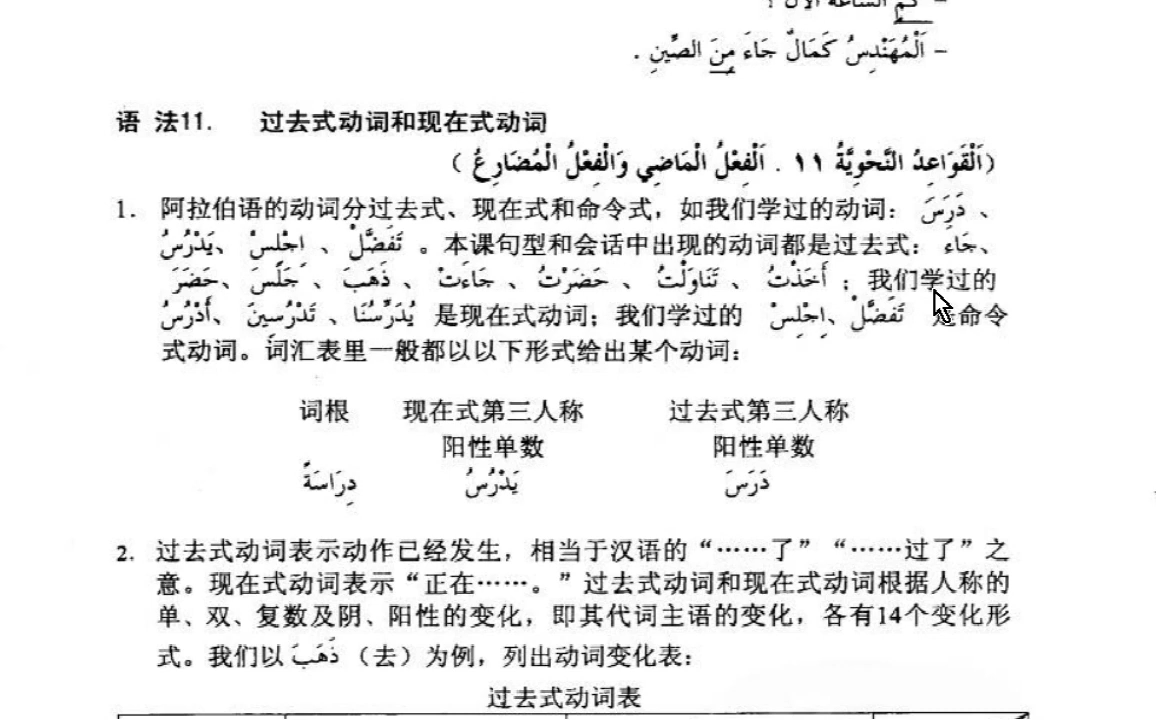 – كَمِ السَّاعَةُ الآنَ ؟
– اَلْمُهَنْدِسُ كَمَالٌ جَاءَ مِنَ الصِّينِ .
语 法11. 过去式动词和现在式动词
(اَلْقَوَاعِدُ النَّحْوِيَّةُ ١١ . اَلْفِعْلُ الْمَاضِي وَالْفِعْلُ الْمُضَارِعُ )
1. 阿拉伯语的动词分过去式、现在式和命令式，如我们学过的动词： دَرَسَ 、
يَدْرُسُ、 اِجْلِسْ 、 تَفَضَّلْ 。本课句型和会话中出现的动词都是过去式： جَاءَ、
حَضَرَ、جَلَسَ 、 ذَهَبَ 、 جَاءَتْ 、 حَضَرْتُ 、 تَنَاوَلْتُ 、 أَخَذْتُ ；我们学过的
أَدْرُسُ、 تَدْرُسِينَ 、 يُدَرِّسُنَا 是现在式动词；我们学过的 اِجْلِسْ、 تَفَضَّلْ 是命令
式动词。词汇表里一般都以以下形式给出某个动词：
词根 现在式第三人称 过去式第三人称
阳性单数 阳性单数
دِرَاسَةً يَدْرُسُ دَرَسَ
2. 过去式动词表示动作已经发生，相当于汉语的“……了”“……过了”之
意。现在式动词表示“正在……。”过去式动词和现在式动词根据人称的
单、双、复数及阴、阳性的变化，即其代词主语的变化，各有14个变化形
式。我们以 ذَهَبَ （去）为例，列出动词变化表：
过去式动词表